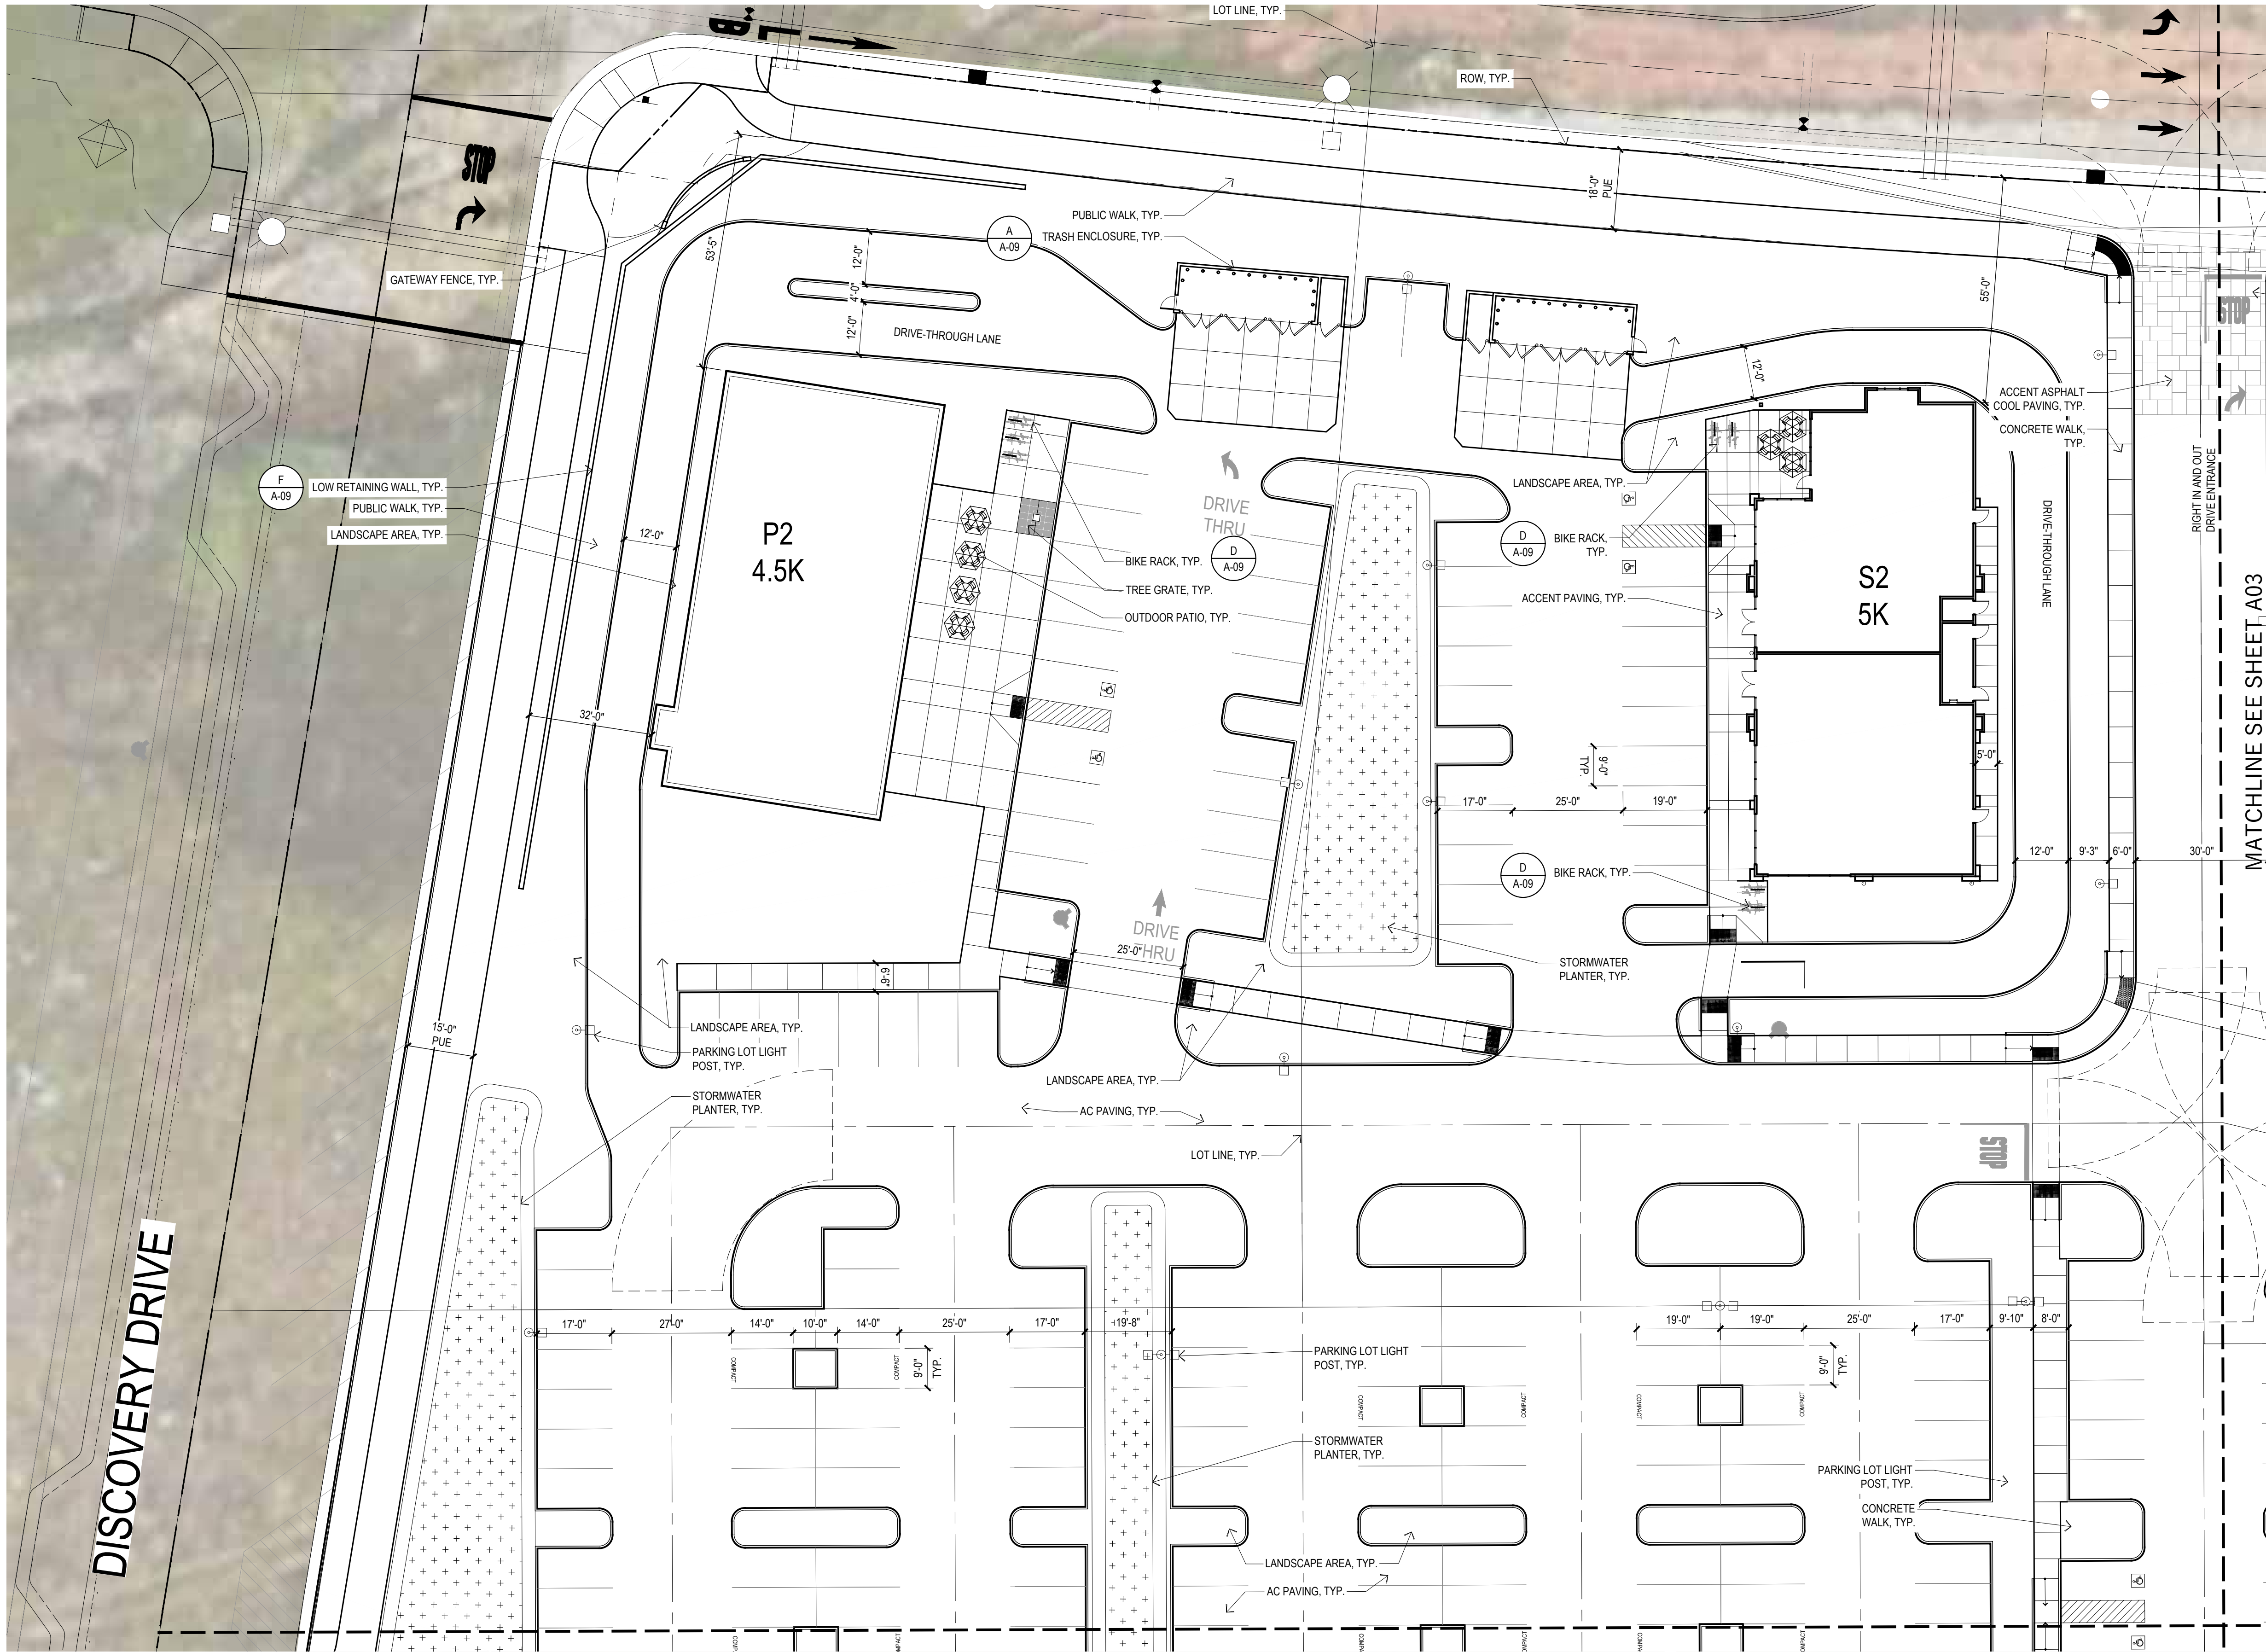 LOT LINE, TYP.
ROW, TYP.
STOP
18'-0"
PUE
PUBLIC WALK, TYP.
A
A-09
TRASH ENCLOSURE, TYP.
53'-5"
12'-0"
4'-0"
12'-0"
GATEWAY FENCE, TYP.
DRIVE-THROUGH LANE
55'-0"
STOP
12'-0"
ACCENT ASPHALT
COOL PAVING, TYP.
CONCRETE WALK,
TYP.
RIGHT IN AND OUT
DRIVE ENTRANCE
F
A-09
LOW RETAINING WALL, TYP.
PUBLIC WALK, TYP.
LANDSCAPE AREA, TYP.
12'-0"
P2
4.5K
DRIVE
THRU
LANDSCAPE AREA, TYP.
D
A-09
BIKE RACK, TYP.
D
A-09
BIKE RACK,
TYP.
TREE GRATE, TYP.
OUTDOOR PATIO, TYP.
ACCENT PAVING, TYP.
S2
5K
DRIVE-THROUGH LANE
MATCHLINE SEE SHEET A03
32'-0"
9'-0"
TYP.
5'-0"
17'-0"
25'-0"
19'-0"
D
A-09
BIKE RACK, TYP.
12'-0"
9'-3"
6'-0"
30'-0"
DRIVE
THRU
25'-0"
6'-6"
STORMWATER
PLANTER, TYP.
15'-0"
PUE
LANDSCAPE AREA, TYP.
PARKING LOT LIGHT
POST, TYP.
STORMWATER
PLANTER, TYP.
LANDSCAPE AREA, TYP.
AC PAVING, TYP.
LOT LINE, TYP.
STOP
DISCOVERY DRIVE
17'-0"
27'-0"
14'-0"
10'-0"
14'-0"
25'-0"
17'-0"
19'-8"
19'-0"
19'-0"
25'-0"
17'-0"
9'-10"
8'-0"
COMPACT
COMPACT
9'-0"
TYP.
PARKING LOT LIGHT
POST, TYP.
COMPACT
COMPACT
COMPACT
COMPACT
9'-0"
TYP.
STORMWATER
PLANTER, TYP.
PARKING LOT LIGHT
POST, TYP.
CONCRETE
WALK, TYP.
LANDSCAPE AREA, TYP.
AC PAVING, TYP.